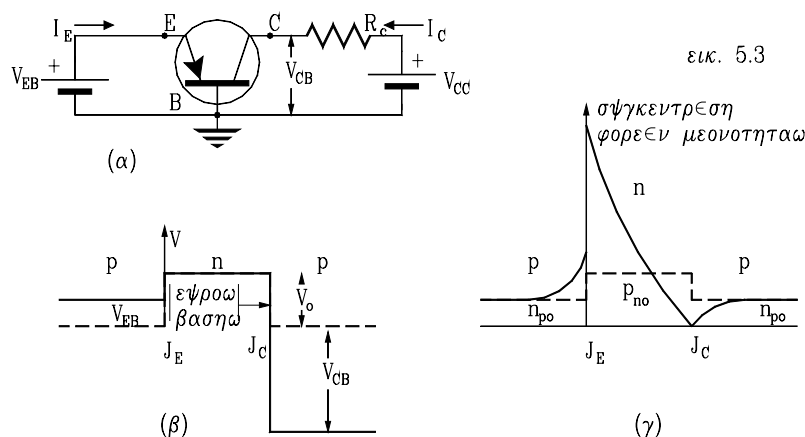 I_E E C R_c I_C
εικ. 5.3
V_EB + V_CB + V_CC
B
(α)
σψγκεντρ∈ση
φορε∈ν μεονοτηταω
n
V
p n p
p p
εψροω
βασηω
V_o
V_EB
p_no
n_po n_po
J_E J_C
J_E J_C
V_CB
(β)
(γ)